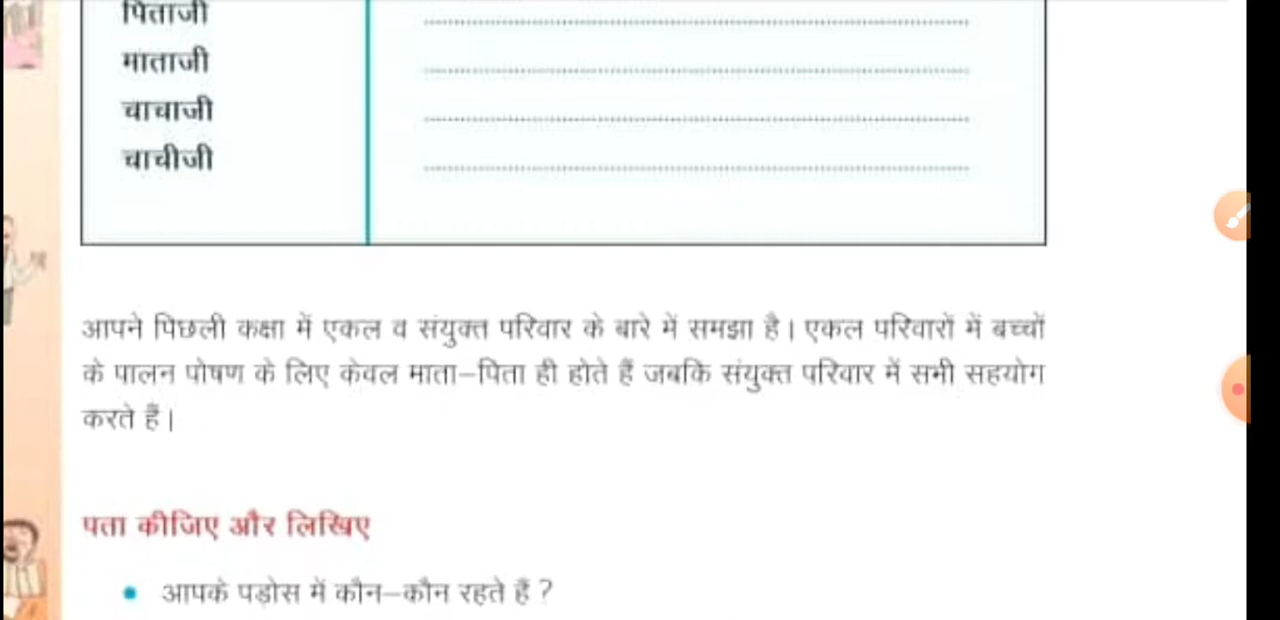 पिताजी
माताजी
चाचाजी
चाचीजी
आपने पिछली कक्षा में एकल व संयुक्त परिवार के बारे में समझा है। एकल परिवारों में बच्चों
के पालन पोषण के लिए केवल माता–पिता ही होते हैं जबकि संयुक्त परिवार में सभी सहयोग
करते हैं।
पता कीजिए और लिखिए
• आपके पड़ोस में कौन–कौन रहते हैं ?